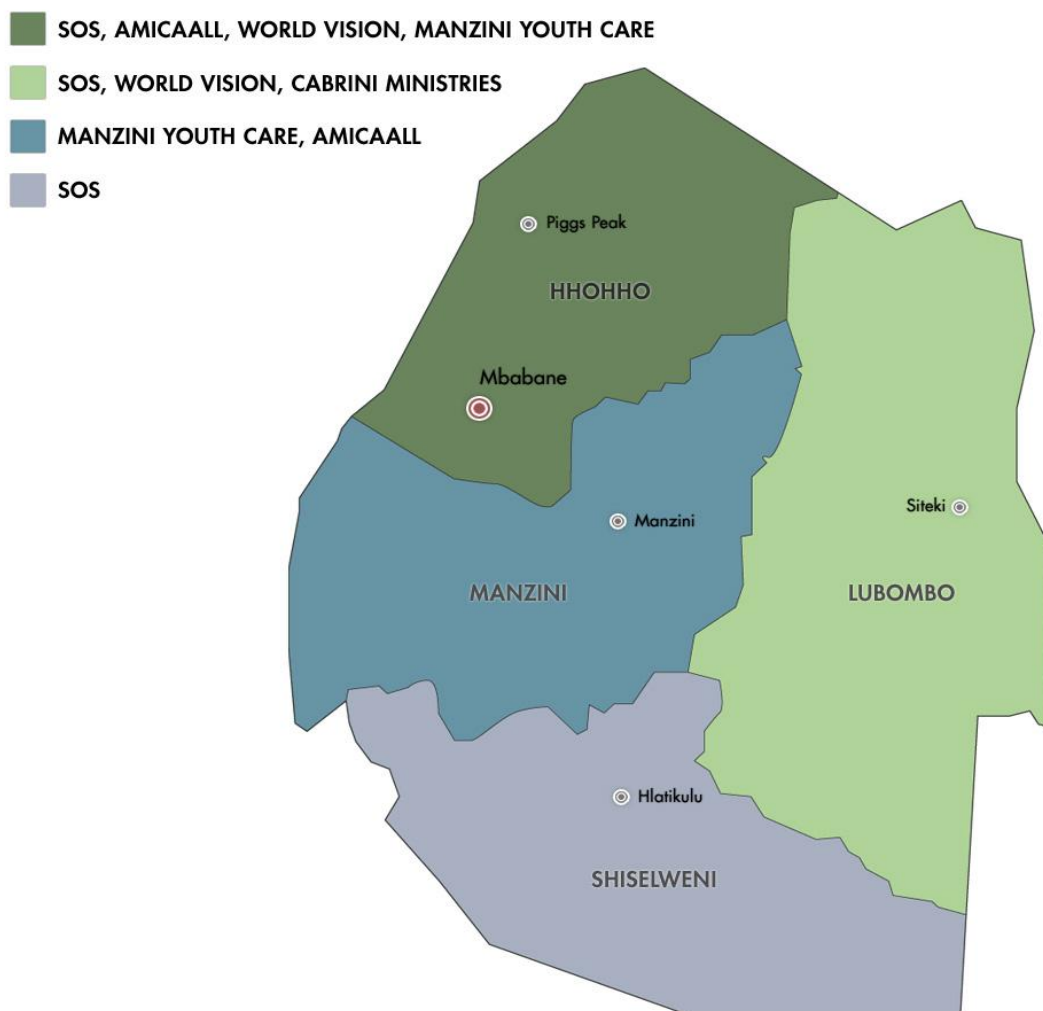 SOS, AMICAALL, WORLD VISION, MANZINI YOUTH CARE
SOS, WORLD VISION, CABRINI MINISTRIES
MANZINI YOUTH CARE, AMICAALL
SOS
Piggs Peak
HHOHHO
Mbabane
Siteki
Manzini
MANZINI
LUBOMBO
Hlatikulu
SHISELWENI